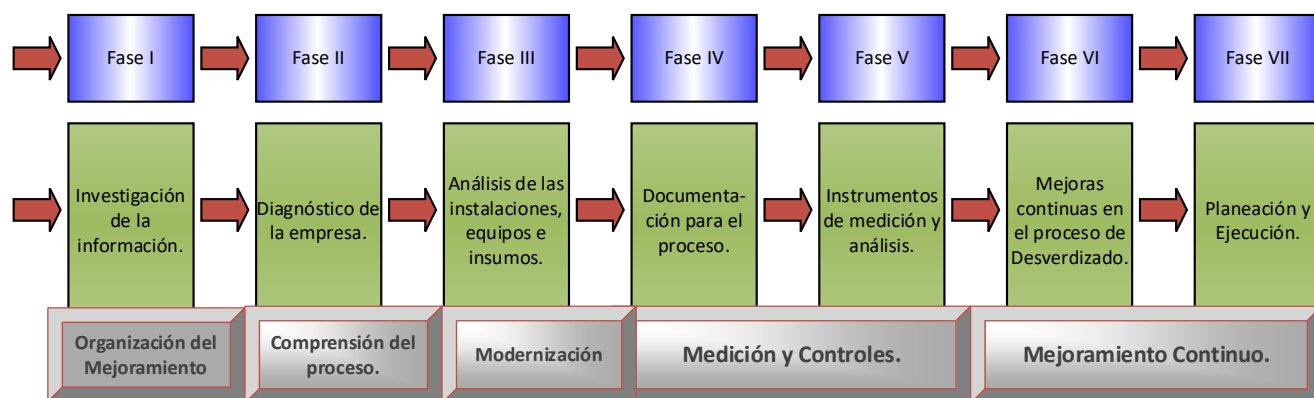 Fase I
Fase II
Fase III
Fase IV
Fase V
Fase VI
Fase VII
Investigación
de la
información.
Diagnóstico de
la empresa.
Análisis de las
instalaciones,
equipos e
insumos.
Documenta-
ción para el
proceso.
Instrumentos
de medición y
análisis.
Mejoras
continuas en
el proceso de
Desverdizado.
Planeación y
Ejecución.
Organización del
Mejoramiento
Comprensión del
proceso.
Modernización
Medición y Controles.
Mejoramiento Continuo.